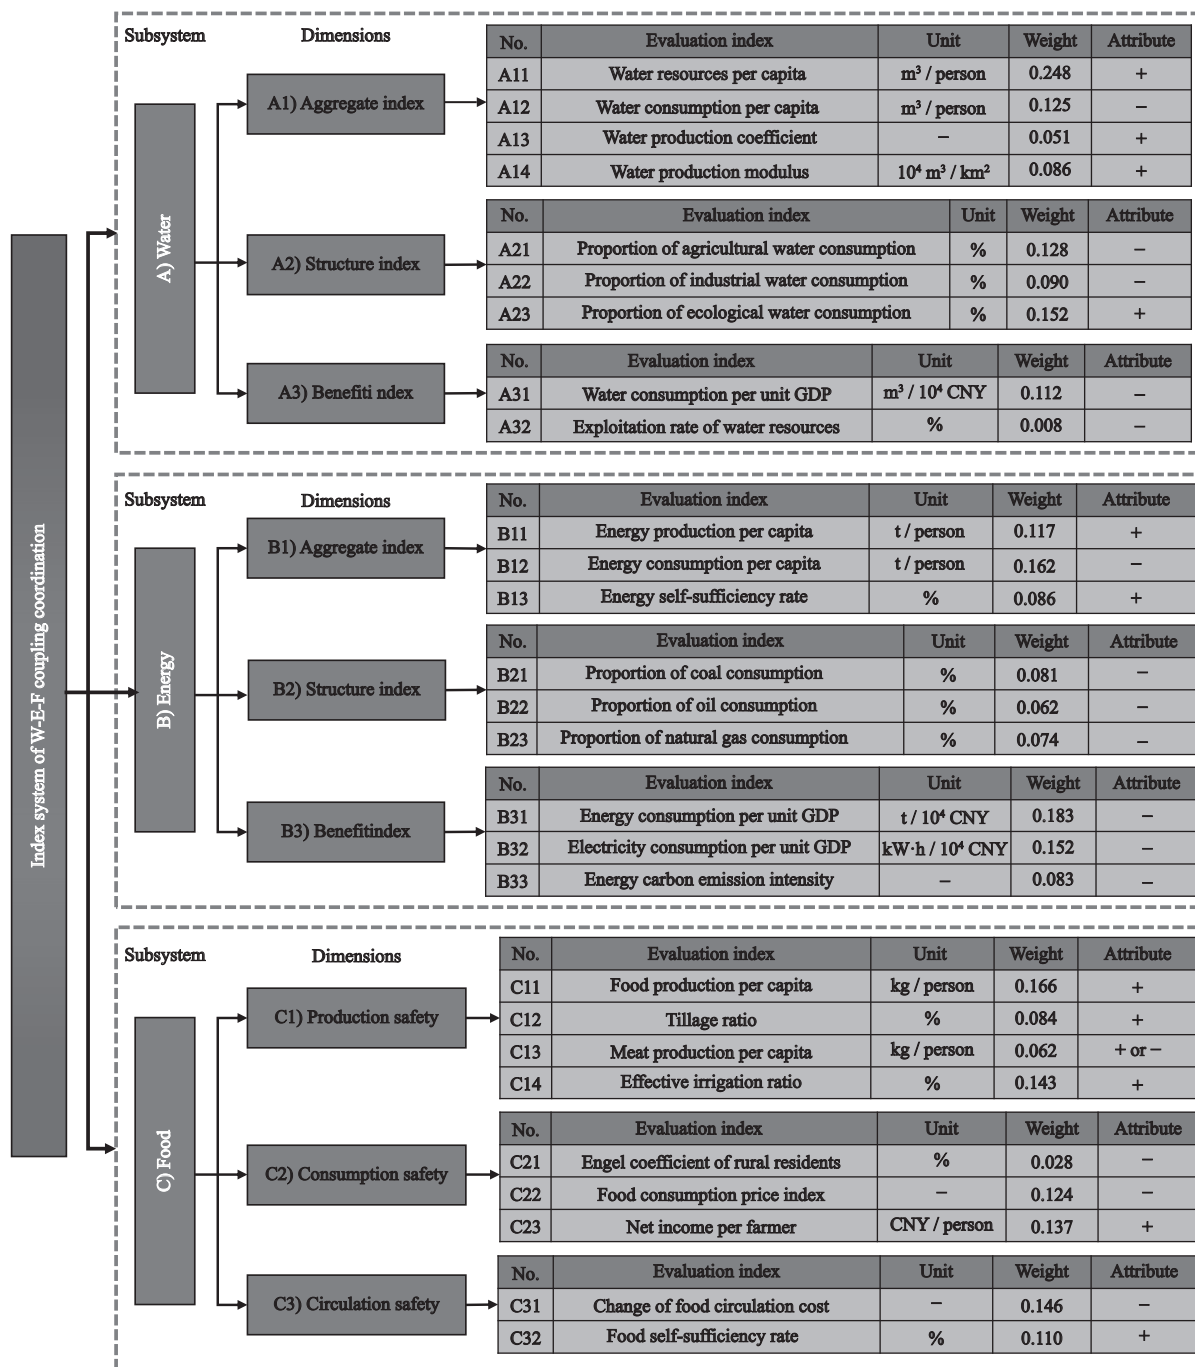 Index system of W-E-F coupling coordination
Subsystem Dimensions
A) Water
A1) Aggregate index
No. Evaluation index Unit Weight Attribute
A11 Water resources per capita m³ / person 0.248 +
A12 Water consumption per capita m³ / person 0.125 –
A13 Water production coefficient – 0.051 +
A14 Water production modulus 10⁴ m³ / km² 0.086 +
A2) Structure index
No. Evaluation index Unit Weight Attribute
A21 Proportion of agricultural water consumption % 0.128 –
A22 Proportion of industrial water consumption % 0.090 –
A23 Proportion of ecological water consumption % 0.152 +
A3) Benefiti ndex
No. Evaluation index Unit Weight Attribute
A31 Water consumption per unit GDP m³ / 10⁴ CNY 0.112 –
A32 Exploitation rate of water resources % 0.008 –
Subsystem Dimensions
B) Energy
B1) Aggregate index
No. Evaluation index Unit Weight Attribute
B11 Energy production per capita t / person 0.117 +
B12 Energy consumption per capita t / person 0.162 –
B13 Energy self-sufficiency rate % 0.086 +
B2) Structure index
No. Evaluation index Unit Weight Attribute
B21 Proportion of coal consumption % 0.081 –
B22 Proportion of oil consumption % 0.062 –
B23 Proportion of natural gas consumption % 0.074 –
B3) Benefitindex
No. Evaluation index Unit Weight Attribute
B31 Energy consumption per unit GDP t / 10⁴ CNY 0.183 –
B32 Electricity consumption per unit GDP kW·h / 10⁴ CNY 0.152 –
B33 Energy carbon emission intensity – 0.083 –
Subsystem Dimensions
C) Food
C1) Production safety
No. Evaluation index Unit Weight Attribute
C11 Food production per capita kg / person 0.166 +
C12 Tillage ratio % 0.084 +
C13 Meat production per capita kg / person 0.062 + or –
C14 Effective irrigation ratio % 0.143 +
C2) Consumption safety
No. Evaluation index Unit Weight Attribute
C21 Engel coefficient of rural residents % 0.028 –
C22 Food consumption price index – 0.124 –
C23 Net income per farmer CNY / person 0.137 +
C3) Circulation safety
No. Evaluation index Unit Weight Attribute
C31 Change of food circulation cost – 0.146 –
C32 Food self-sufficiency rate % 0.110 +